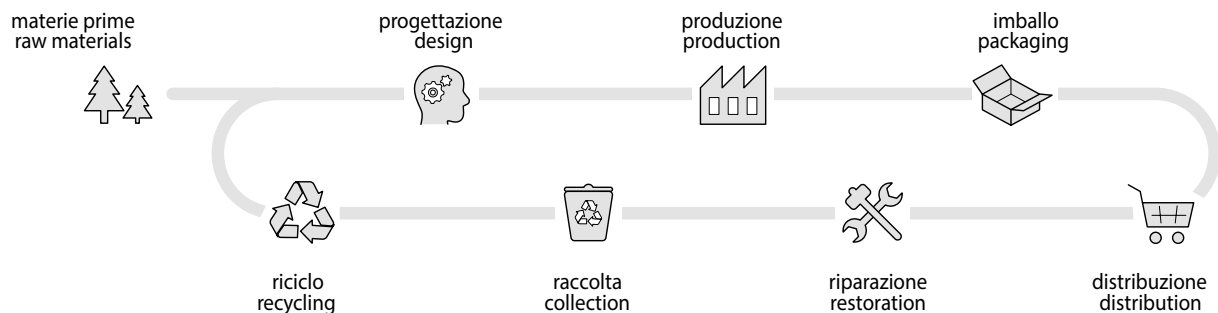 materie prime
raw materials
progettazione
design
produzione
production
imballo
packaging
riciclo
recycling
raccolta
collection
riparazione
restoration
distribuzione
distribution